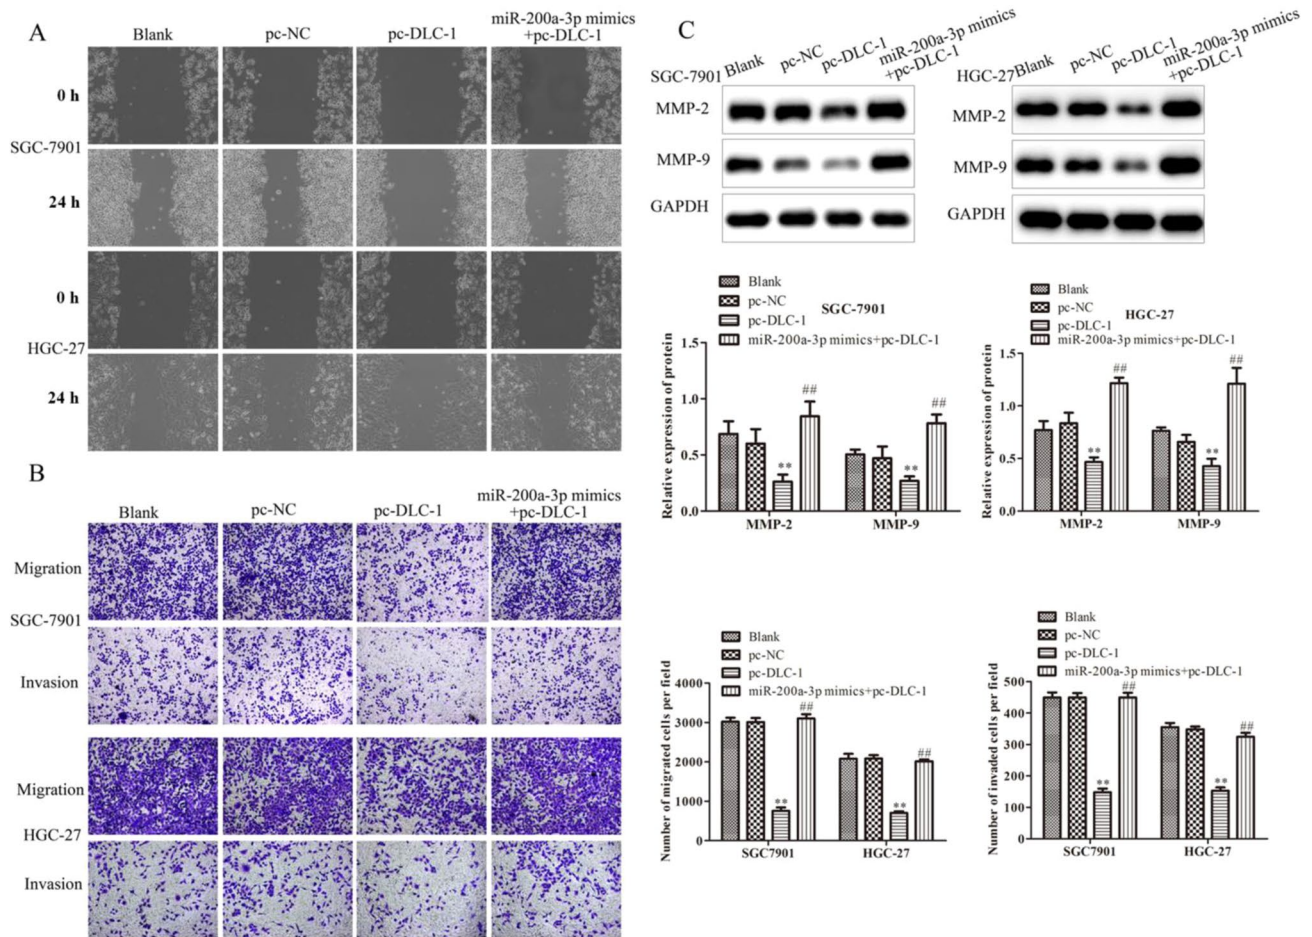 A
Blank
pc-NC
pc-DLC-1
miR-200a-3p mimics
+pc-DLC-1
0 h
SGC-7901
24 h
0 h
HGC-27
24 h
B
Blank
pc-NC
pc-DLC-1
miR-200a-3p mimics
+pc-DLC-1
Migration
SGC-7901
Invasion
Migration
HGC-27
Invasion
C
SGC-7901
Blank
pc-NC
pc-DLC-1
miR-200a-3p mimics
+pc-DLC-1
MMP-2
MMP-9
GAPDH
HGC-27
Blank
pc-NC
pc-DLC-1
miR-200a-3p mimics
+pc-DLC-1
MMP-2
MMP-9
GAPDH
Blank
pc-NC
SGC-7901
pc-DLC-1
miR-200a-3p mimics+pc-DLC-1
Relative expression of protein
1.5
1.0
0.5
0.0
##
##
**
**
MMP-2
MMP-9
Blank
pc-NC
HGC-27
pc-DLC-1
miR-200a-3p mimics+pc-DLC-1
Relative expression of protein
1.5
1.0
0.5
0.0
##
##
**
**
MMP-2
MMP-9
Blank
pc-NC
pc-DLC-1
miR-200a-3p mimics+pc-DLC-1
Number of migrated cells per field
4000
3000
2000
1000
0
##
##
**
**
SGC7901
HGC-27
Blank
pc-NC
pc-DLC-1
miR-200a-3p mimics+pc-DLC-1
Number of invaded cells per field
500
400
300
200
100
0
##
##
**
**
SGC7901
HGC-27